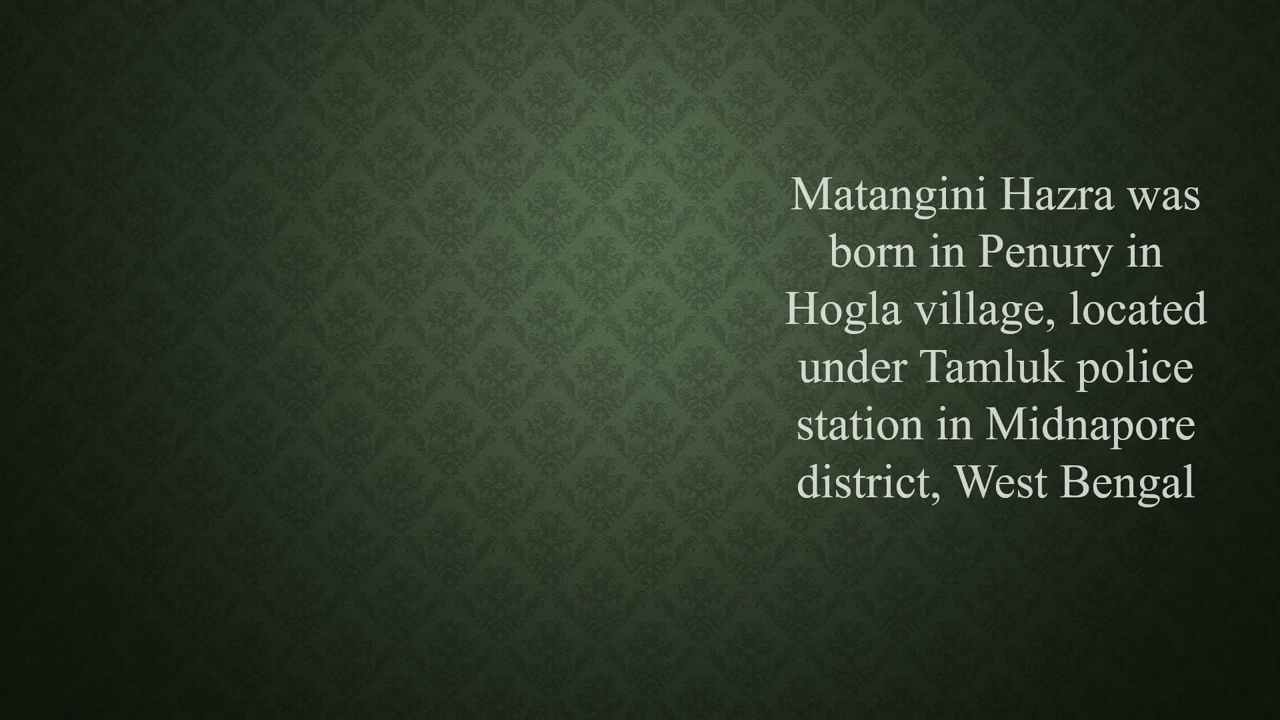 Matangini Hazra was
born in Penury in
Hogla village, located
under Tamluk police
station in Midnapore
district, West Bengal